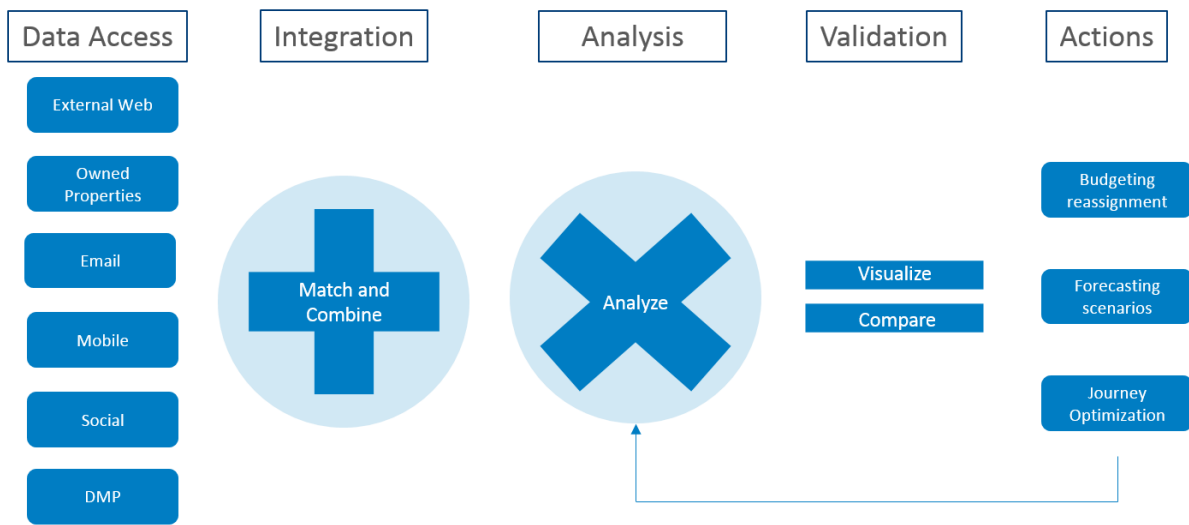 Data Access
Integration
Analysis
Validation
Actions
External Web
Owned
Properties
Email
Mobile
Social
DMP
Match and
Combine
Analyze
Visualize
Compare
Budgeting
reassignment
Forecasting
scenarios
Journey
Optimization